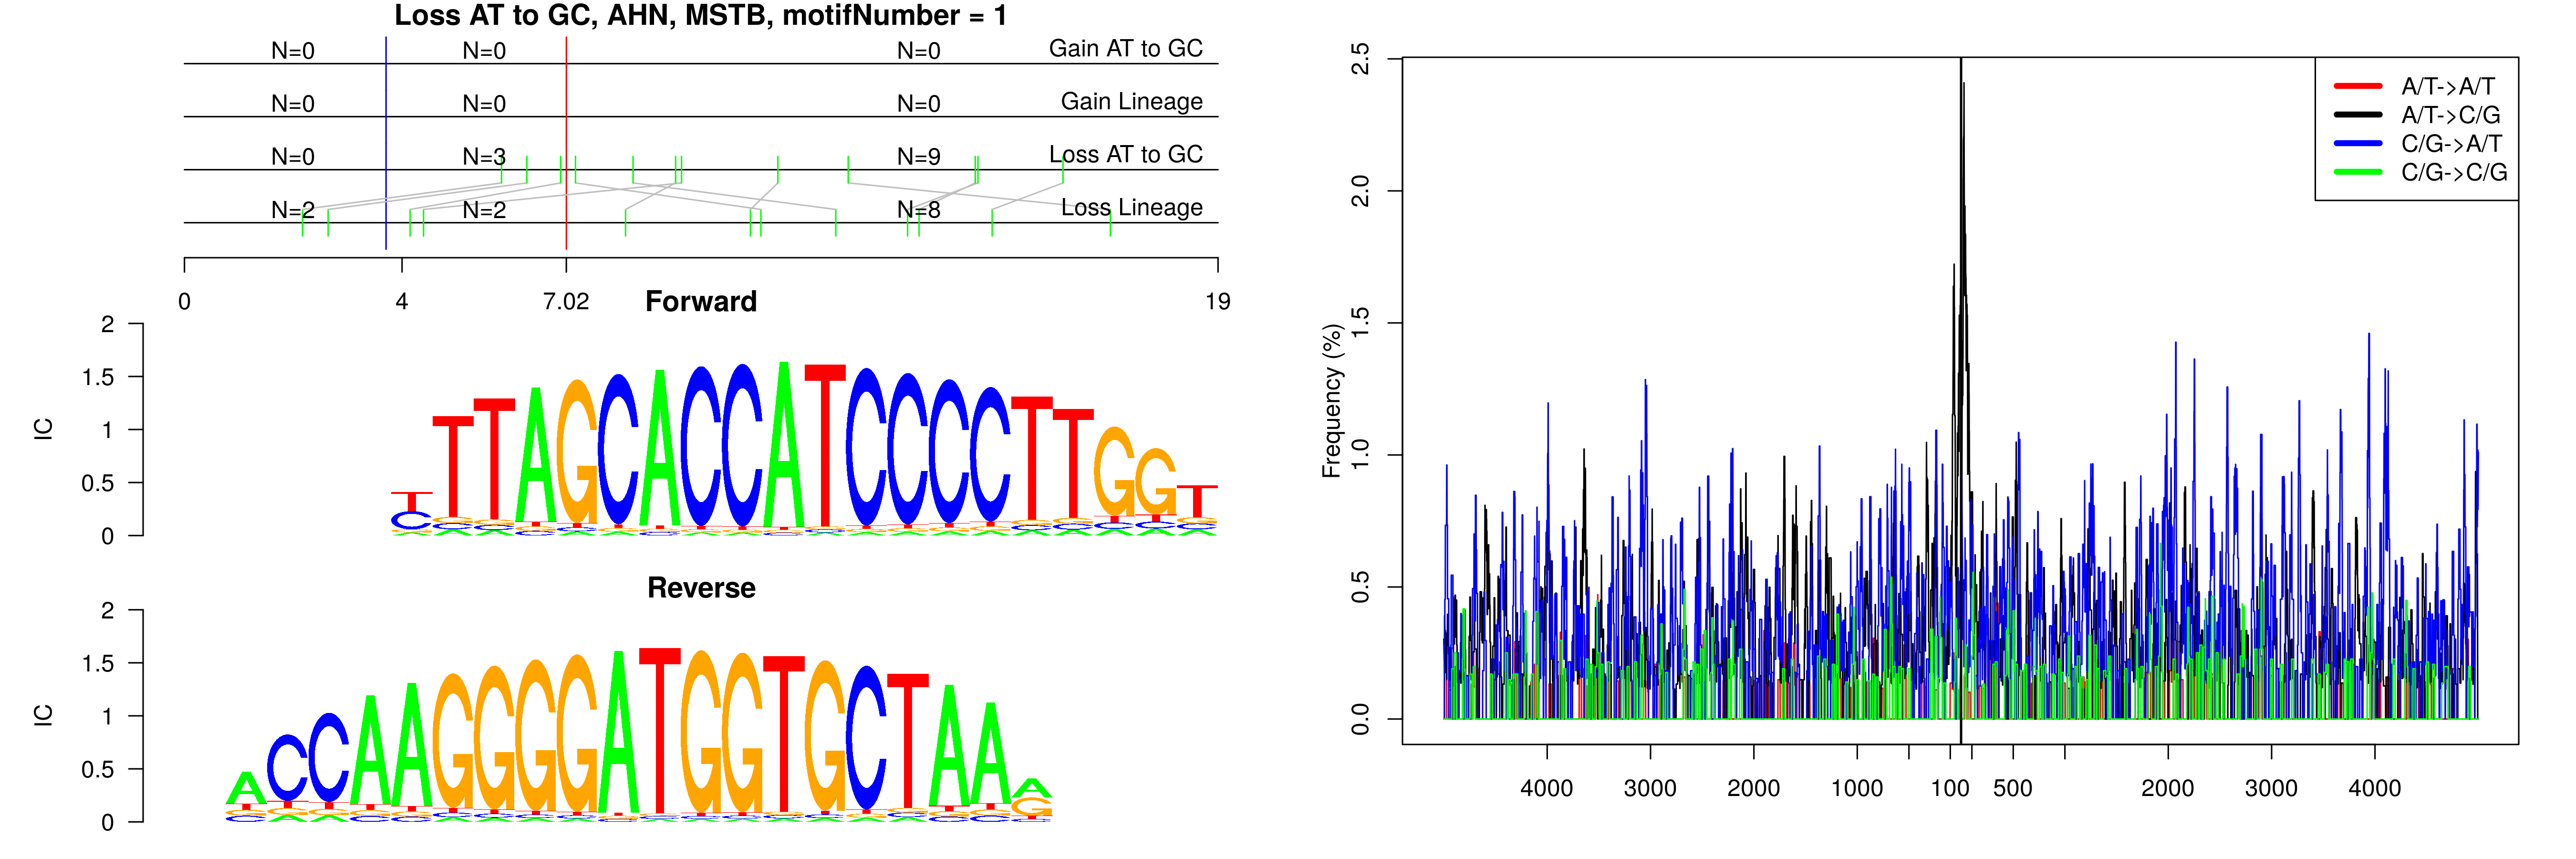 Loss AT to GC, AHN, MSTB, motifNumber = 1
N=0 N=0 N=0 Gain AT to GC
N=0 N=0 N=0 Gain Lineage
N=0 N=3 N=9 Loss AT to GC
N=2 N=2 N=8 Loss Lineage
0 4 7.02 19
Forward
IC
2
1.5
1
0.5
0
TTTAGCACCATCCCCTTGGT
C
Reverse
IC
2
1.5
1
0.5
0
ACCAAGGGGATGGTGCTAAA
G
Frequency (%)
2.5
2.0
1.5
1.0
0.5
0.0
4000 3000 2000 1000 100 500 2000 3000 4000
A/T->A/T
A/T->C/G
C/G->A/T
C/G->C/G